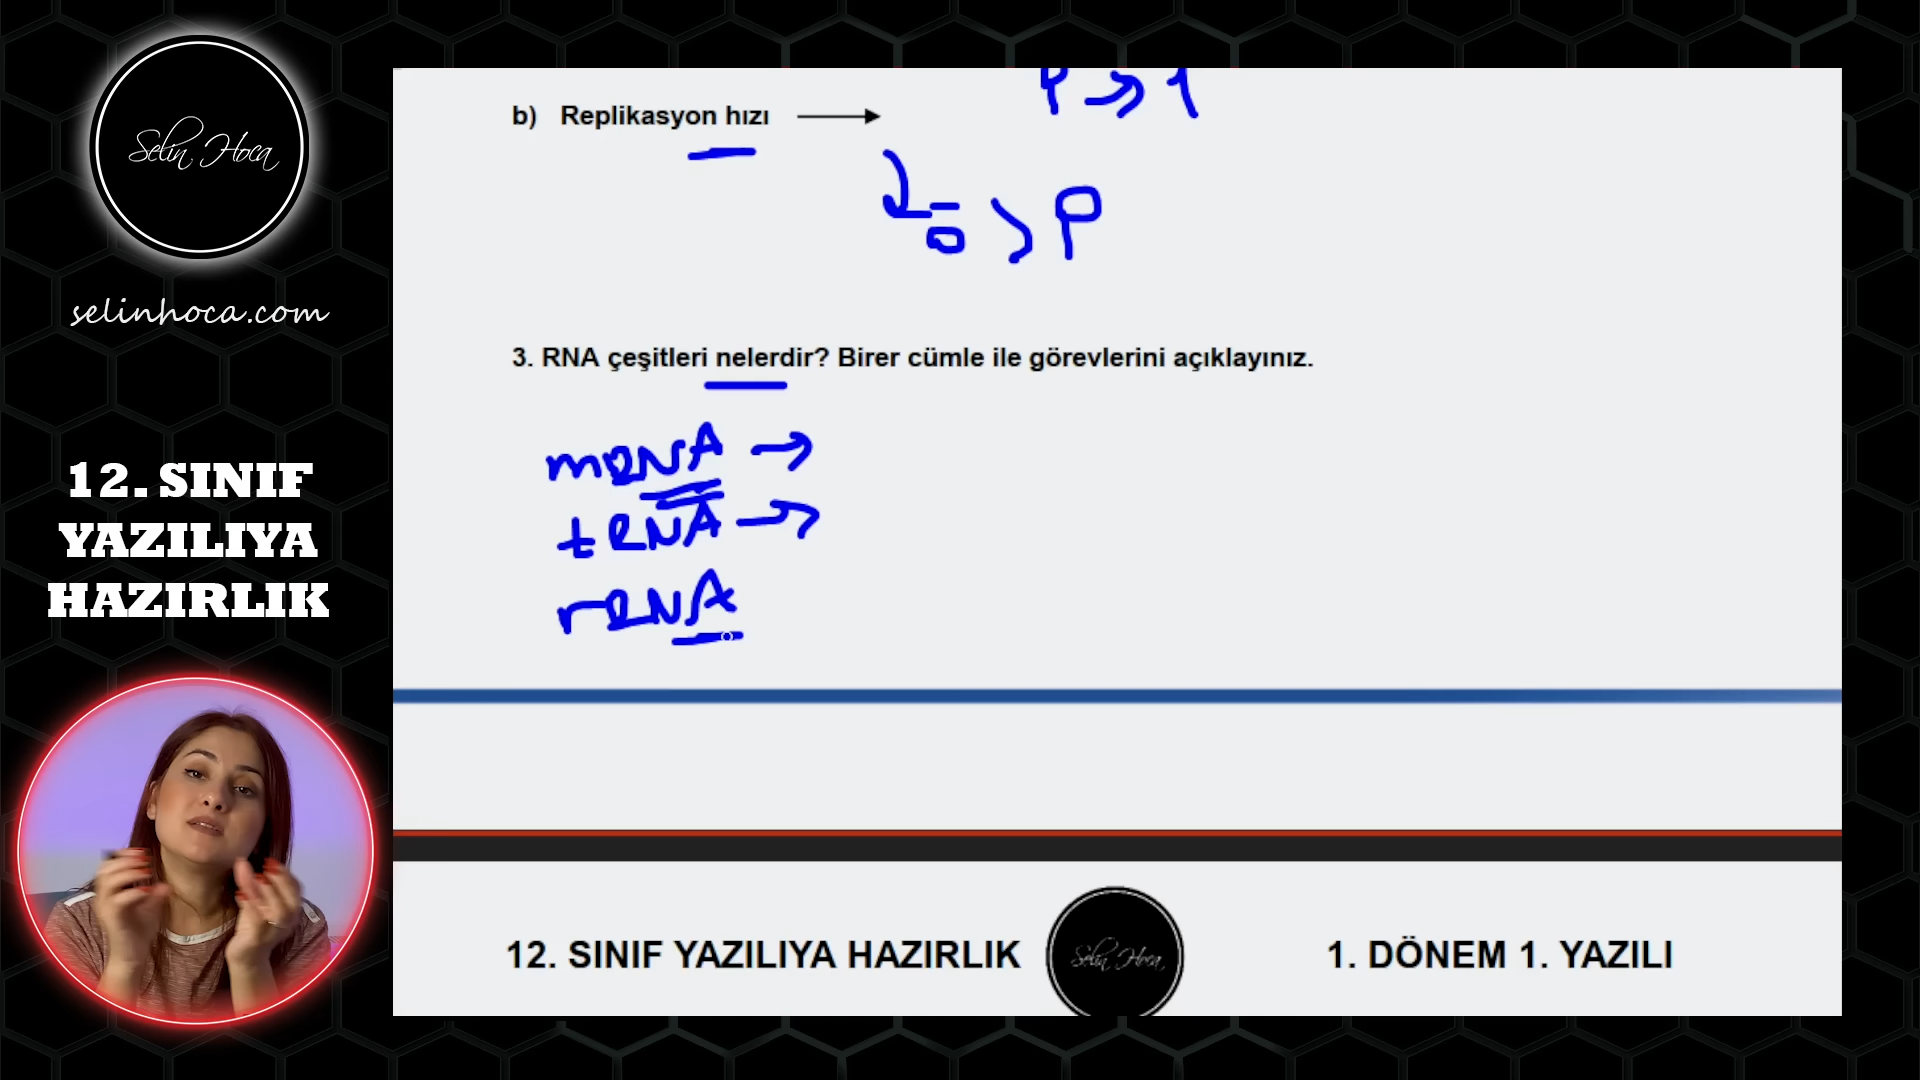 Selin Hoca
selinhoca.com
12. SINIF
YAZILIYA
HAZIRLIK
P → 1
b) Replikasyon hızı →
Ö > P
3. RNA çeşitleri nelerdir? Birer cümle ile görevlerini açıklayınız.
mRNA →
tRNA →
rRNA
12. SINIF YAZILIYA HAZIRLIK
Selin Hoca
1. DÖNEM 1. YAZILI